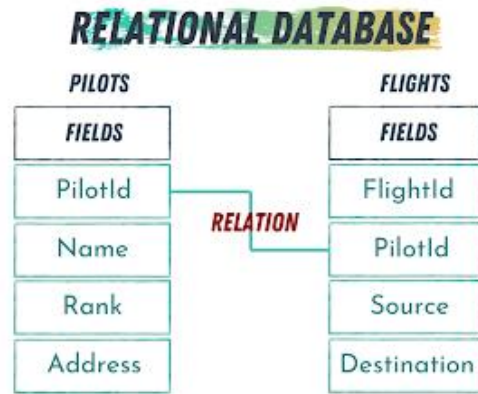 RELATIONAL DATABASE
PILOTS
FIELDS
PilotId
Name
Rank
Address
RELATION
FLIGHTS
FIELDS
FlightId
PilotId
Source
Destination